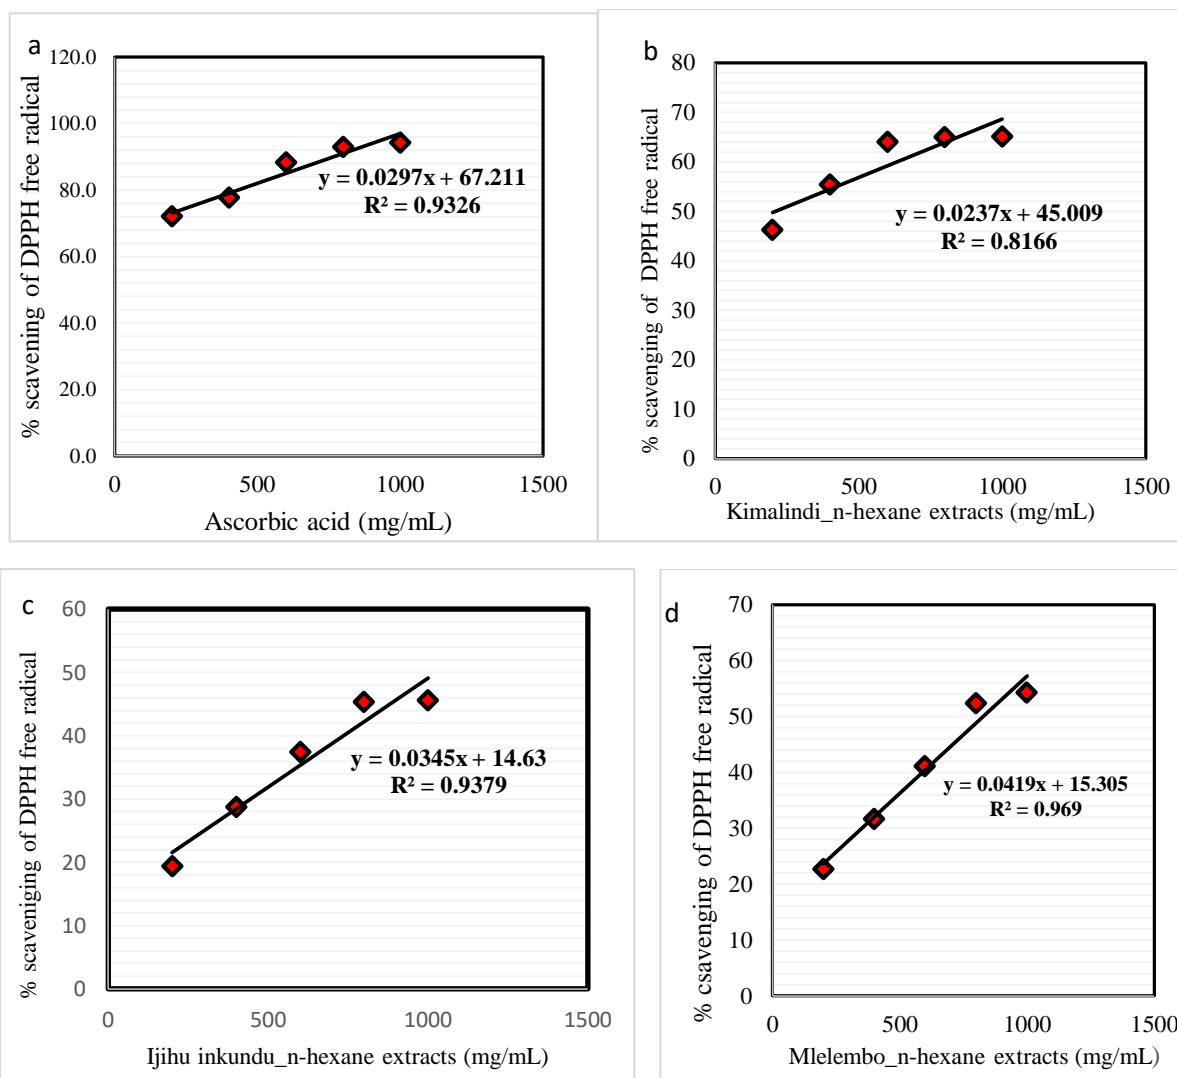 a
120.0
100.0
80.0
60.0
40.0
20.0
0.0
% scavening of DPPH free radical
y = 0.0297x + 67.211
R² = 0.9326
0 500 1000 1500
Ascorbic acid (mg/mL)
b
80
70
60
50
40
30
20
10
0
% scavenging of DPPH free radical
y = 0.0237x + 45.009
R² = 0.8166
0 500 1000 1500
Kimalindi_n-hexane extracts (mg/mL)
c
60
50
40
30
20
10
0
% scaveniging of DPPH free radical
y = 0.0345x + 14.63
R² = 0.9379
0 500 1000 1500
Ijihu inkundu_n-hexane extracts (mg/mL)
d
70
60
50
40
30
20
10
0
% csavenging of DPPH free radical
y = 0.0419x + 15.305
R² = 0.969
0 500 1000 1500
Mlelembo_n-hexane extracts (mg/mL)